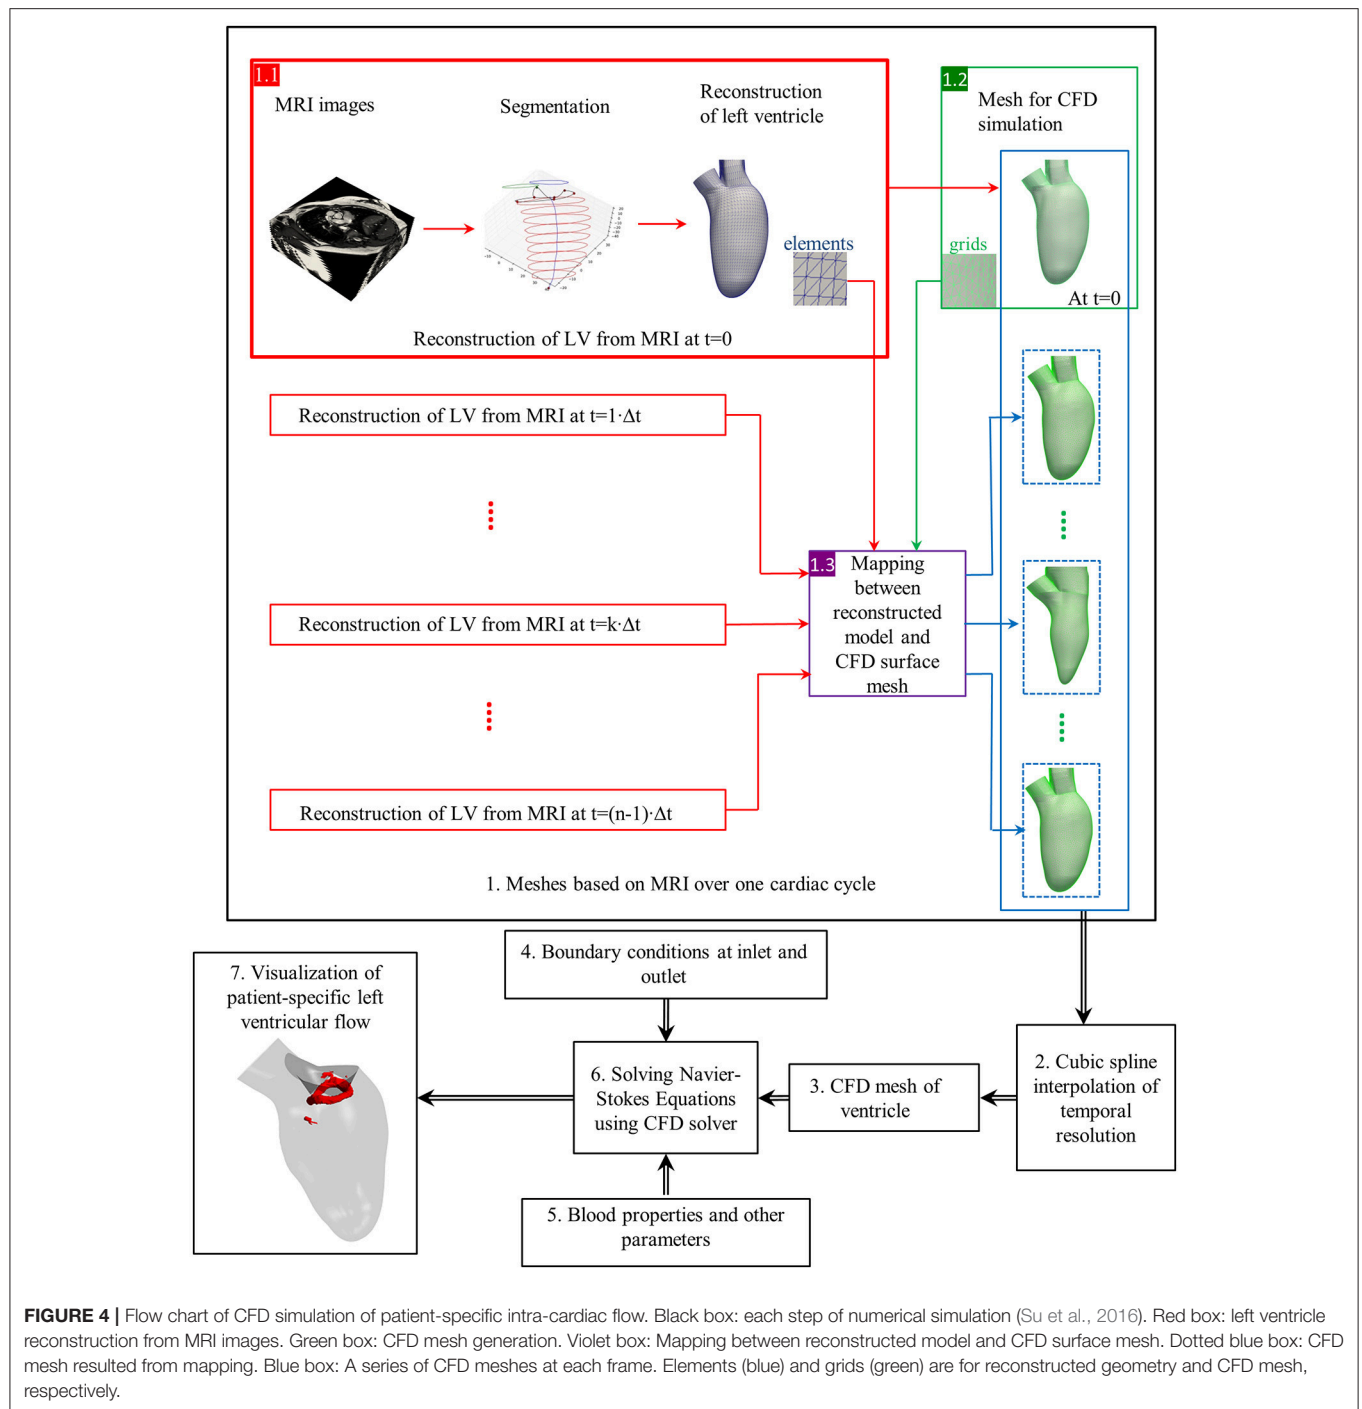 1.1
MRI images
Segmentation
Reconstruction
of left ventricle
elements
Reconstruction of LV from MRI at t=0
1.2
Mesh for CFD
simulation
grids
At t=0
Reconstruction of LV from MRI at t=1·Δt
Reconstruction of LV from MRI at t=k·Δt
Reconstruction of LV from MRI at t=(n-1)·Δt
1.3
Mapping
between
reconstructed
model and
CFD surface
mesh
1. Meshes based on MRI over one cardiac cycle
2. Cubic spline
interpolation of
temporal
resolution
3. CFD mesh of
ventricle
4. Boundary conditions at inlet and
outlet
5. Blood properties and other
parameters
6. Solving Navier-
Stokes Equations
using CFD solver
7. Visualization of
patient-specific left
ventricular flow
FIGURE 4 | Flow chart of CFD simulation of patient-specific intra-cardiac flow. Black box: each step of numerical simulation (Su et al., 2016). Red box: left ventricle
reconstruction from MRI images. Green box: CFD mesh generation. Violet box: Mapping between reconstructed model and CFD surface mesh. Dotted blue box: CFD
mesh resulted from mapping. Blue box: A series of CFD meshes at each frame. Elements (blue) and grids (green) are for reconstructed geometry and CFD mesh,
respectively.